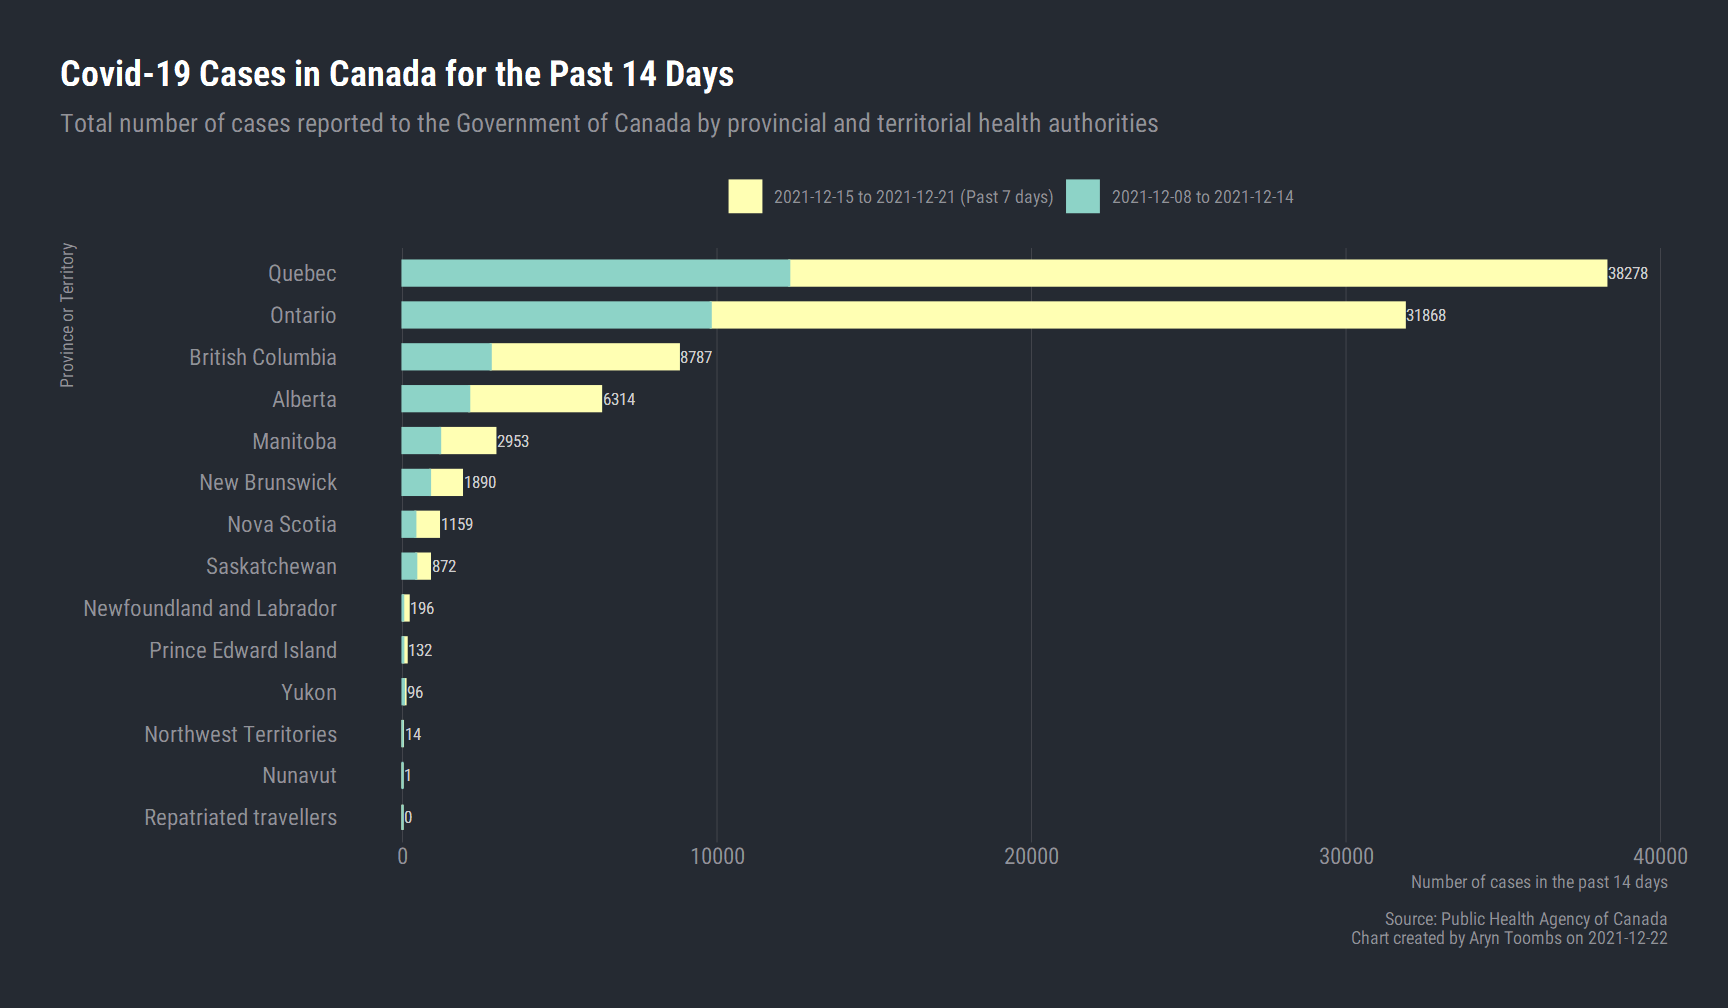 Covid-19 Cases in Canada for the Past 14 Days
Total number of cases reported to the Government of Canada by provincial and territorial health authorities
2021-12-15 to 2021-12-21 (Past 7 days)
2021-12-08 to 2021-12-14
Province or Territory
Quebec 38278
Ontario 31868
British Columbia 8787
Alberta 6314
Manitoba 2953
New Brunswick 1890
Nova Scotia 1159
Saskatchewan 872
Newfoundland and Labrador 196
Prince Edward Island 132
Yukon 96
Northwest Territories 14
Nunavut 1
Repatriated travellers 0
0 10000 20000 30000 40000
Number of cases in the past 14 days
Source: Public Health Agency of Canada
Chart created by Aryn Toombs on 2021-12-22